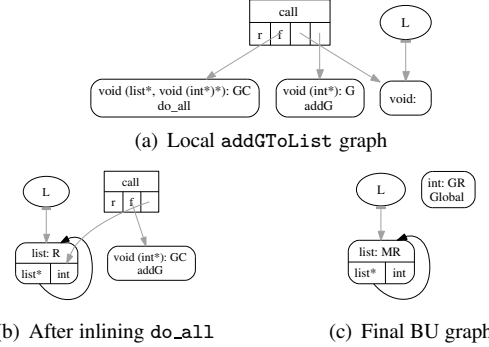 call
L
r f
void (list*, void (int*)*): GC
do_all
void (int*): G
addG
void:
(a) Local addGToList graph
L
call
r f
list: R
list* int
void (int*): GC
addG
L
int: GR
Global
list: MR
list* int
(b) After inlining do_all
(c) Final BU graph